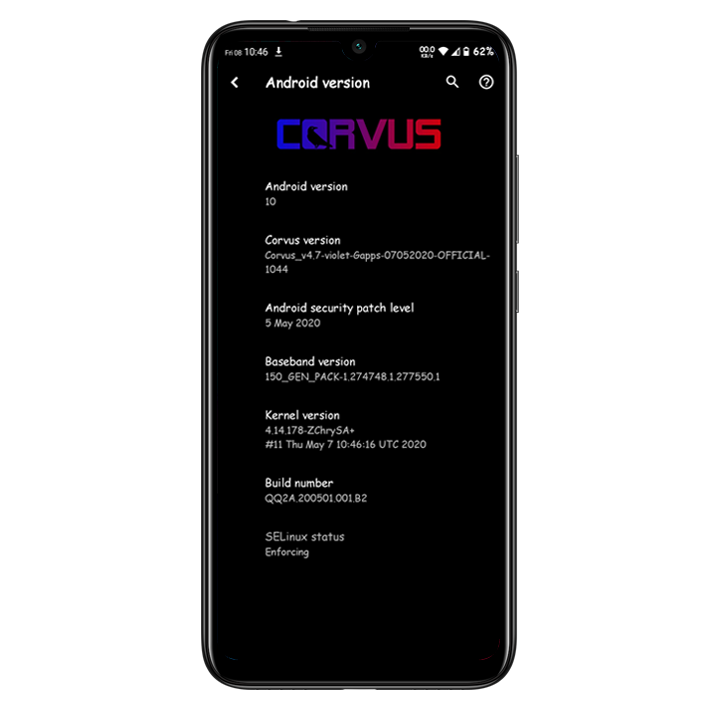 Fri 08 10:46 00.0 KB/s 62%
Android version
CORVUS
Android version
10
Corvus version
Corvus_v4.7-violet-Gapps-07052020-OFFICIAL-
1044
Android security patch level
5 May 2020
Baseband version
150_GEN_PACK-1.274748.1.277550.1
Kernel version
4.14.178-ZChrySA+
#11 Thu May 7 10:46:16 UTC 2020
Build number
QQ2A.200501.001.B2
SELinux status
Enforcing